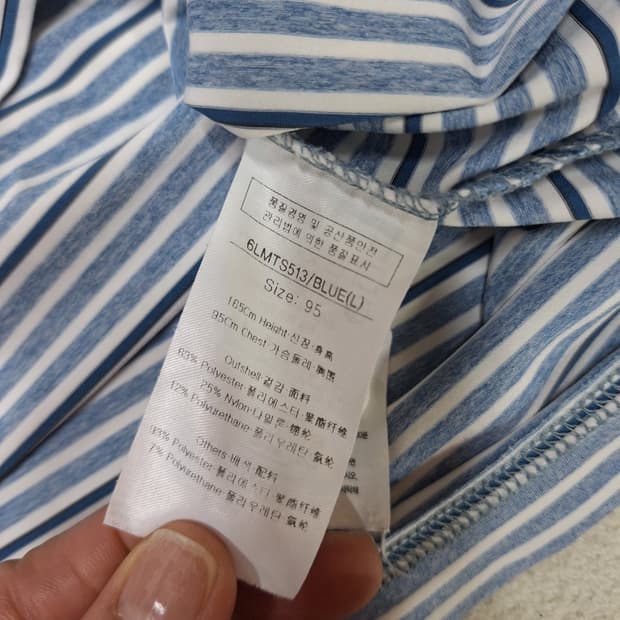 품질경영 및 공산품안전
관리법에 의한 품질표시
6LMTS513/BLUE(L)
Size: 95
165Cm Height·신장·身高
95Cm Chest·가슴둘레·胸围
Outshell·겉감·面料
63% Polyester·폴리에스터·聚酯纤维
25% Nylon·나일론·锦纶
12% Polyurethane·폴리우레탄·氨纶
Others·배색·配料
93% Polyester·폴리에스터·聚酯纤维
7% Polyurethane·폴리우레탄·氨纶